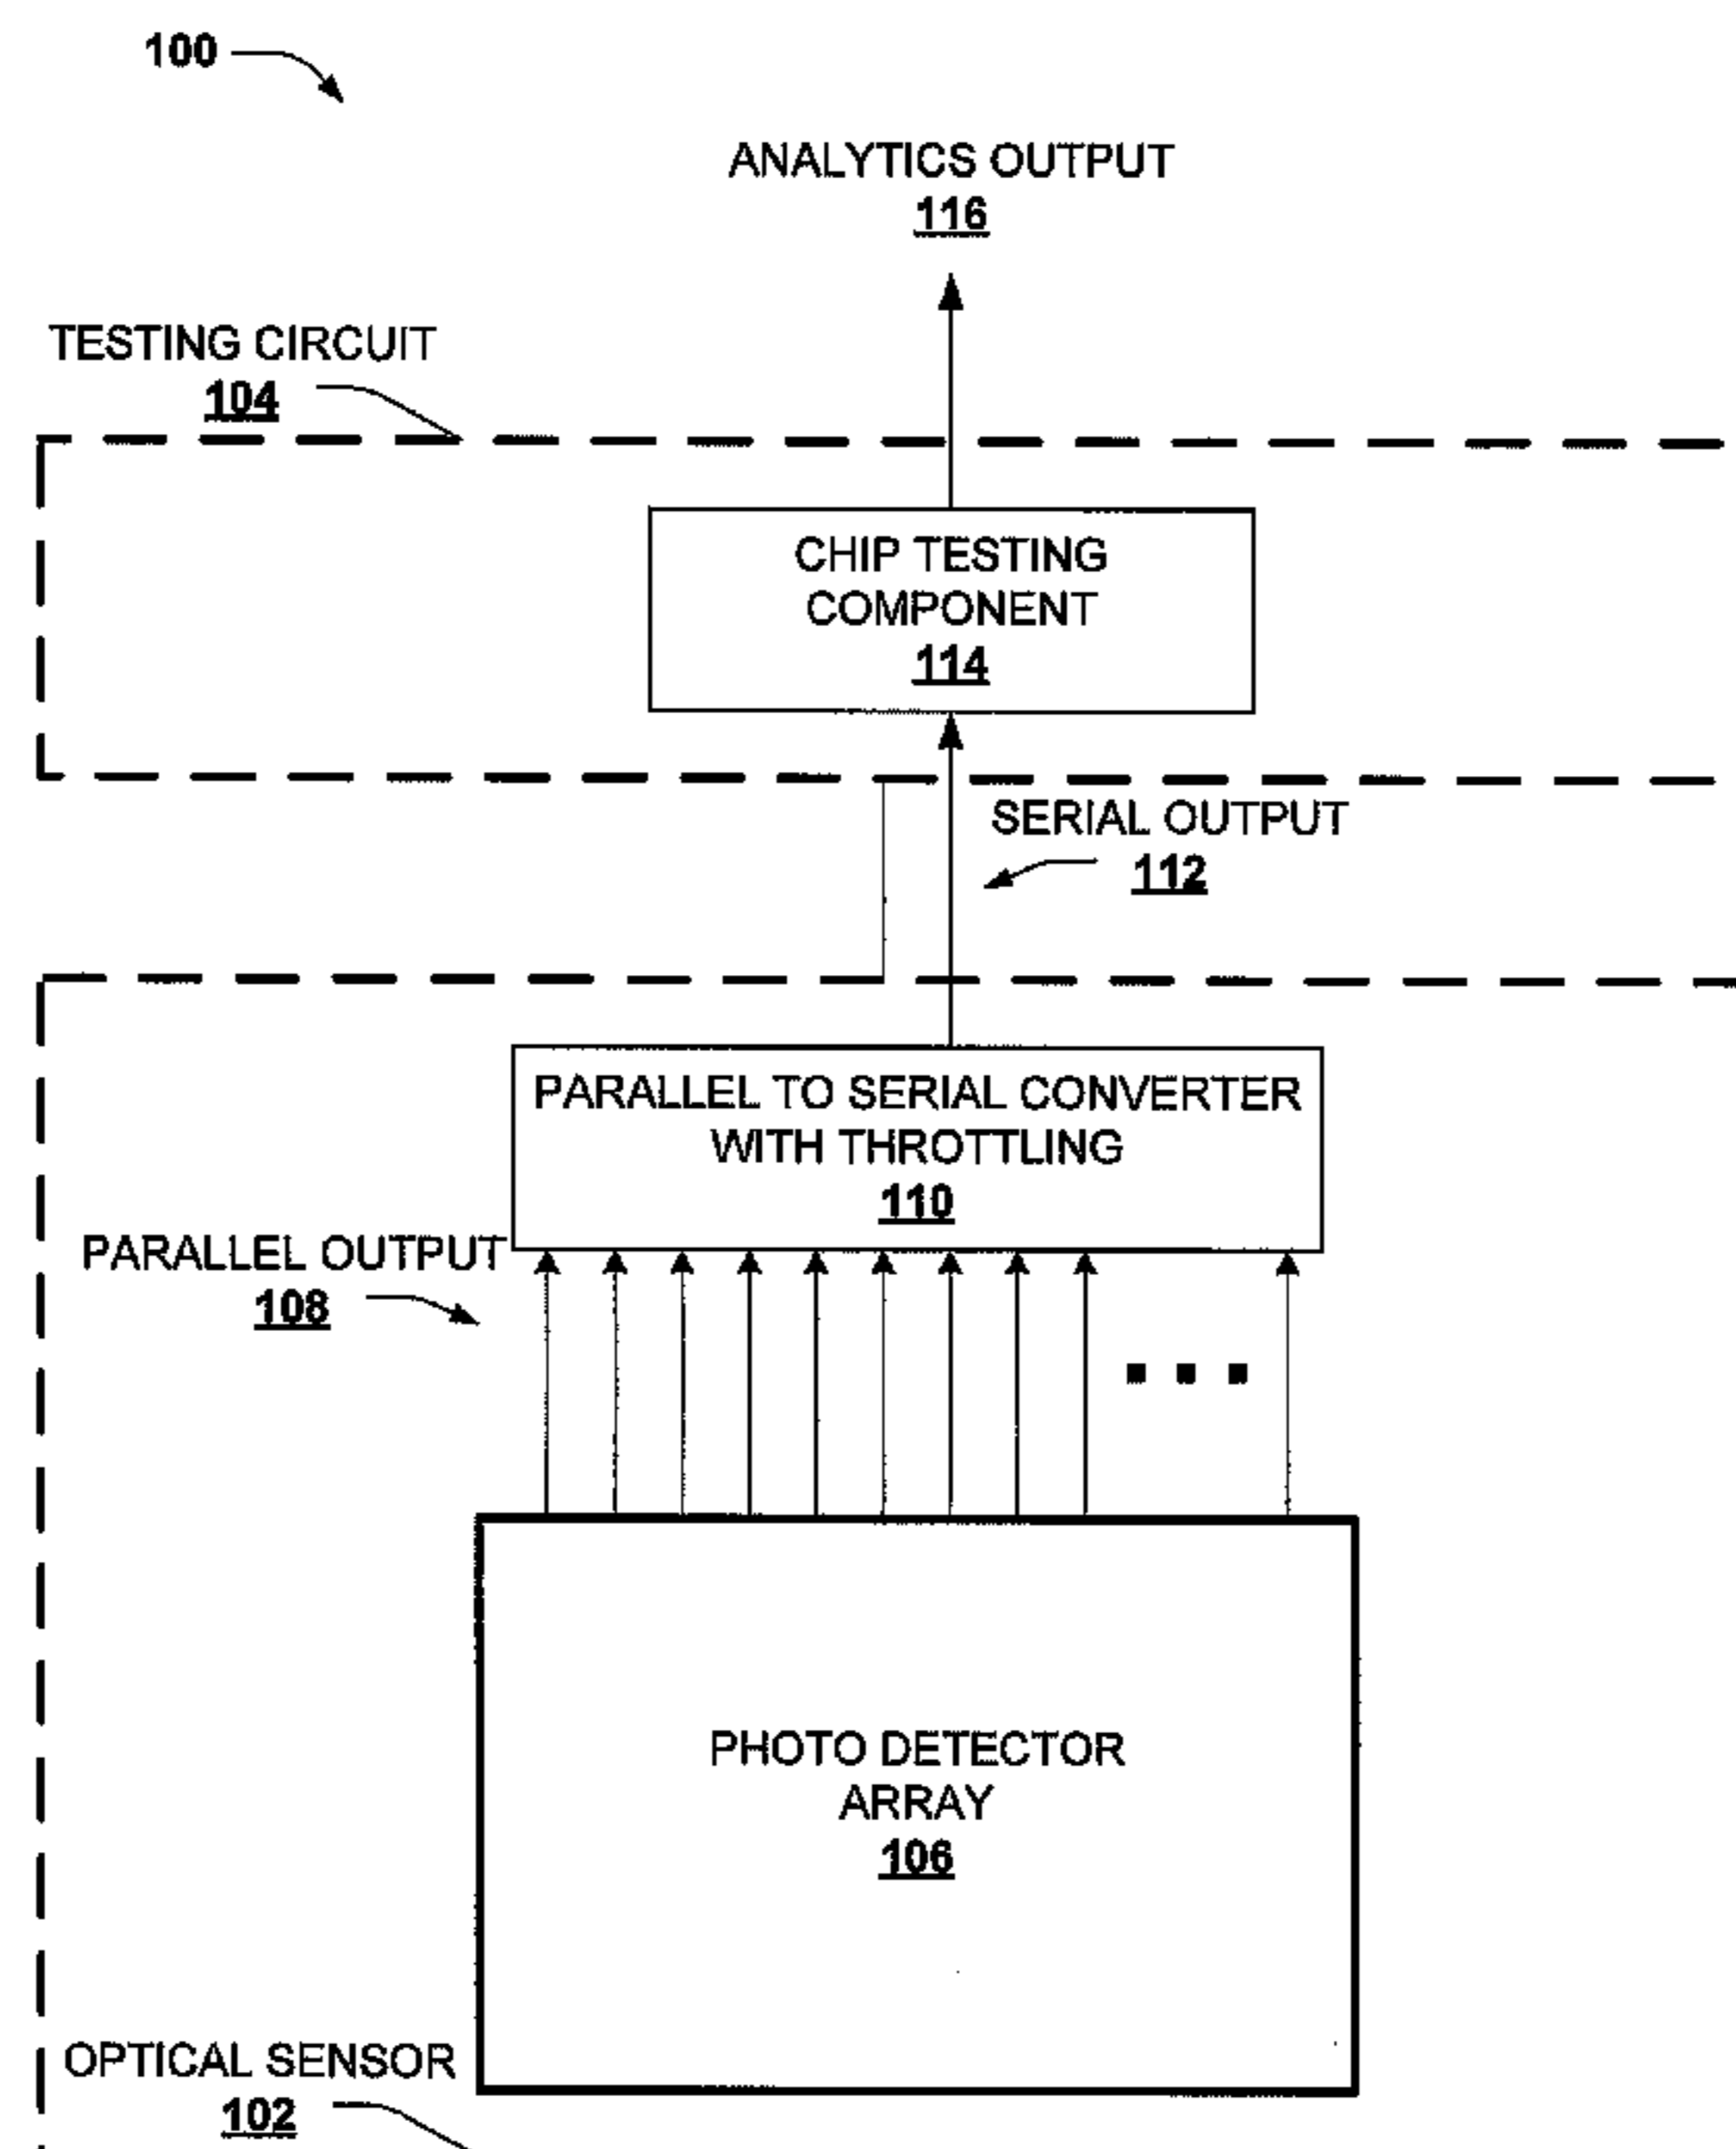 100
ANALYTICS OUTPUT
116
TESTING CIRCUIT
104
CHIP TESTING
COMPONENT
114
SERIAL OUTPUT
112
PARALLEL TO SERIAL CONVERTER
WITH THROTTLING
110
PARALLEL OUTPUT
108
PHOTO DETECTOR
ARRAY
106
OPTICAL SENSOR
102